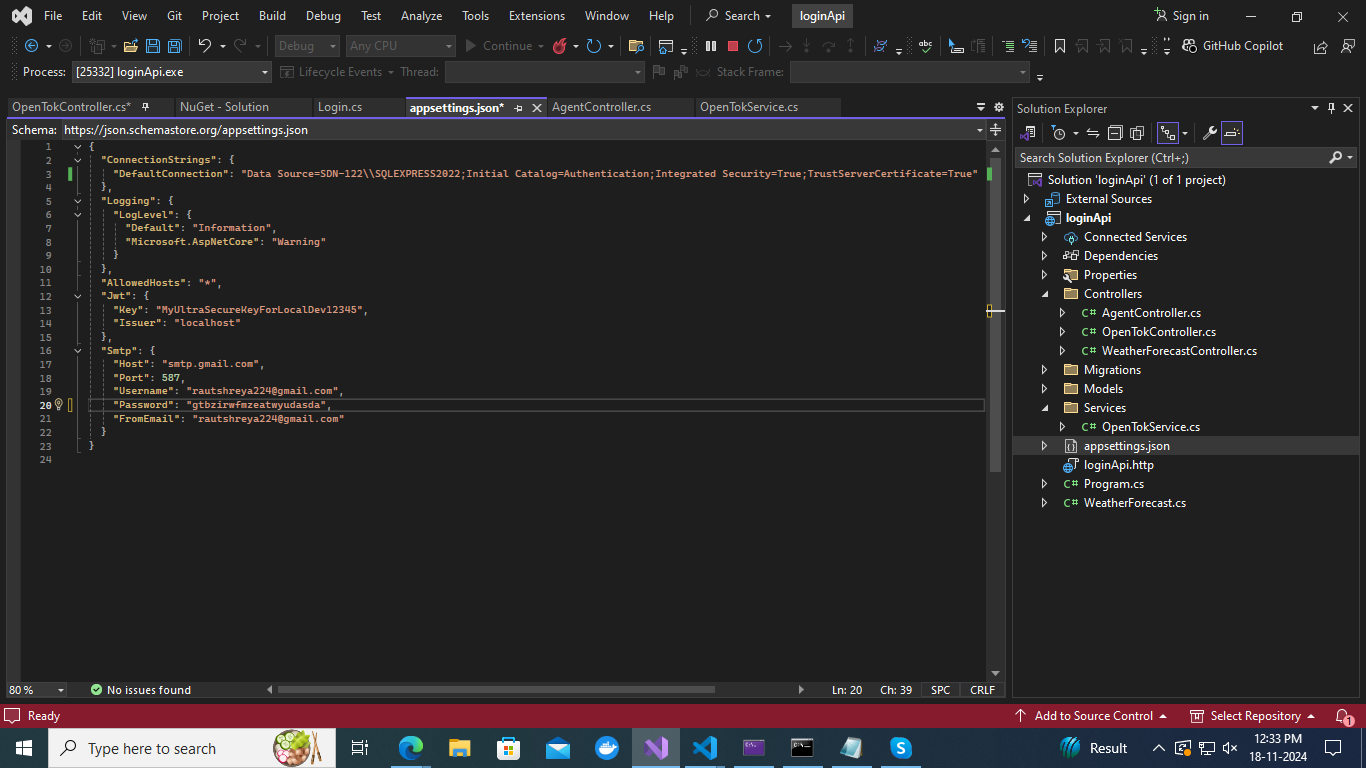 File Edit View Git Project Build Debug Test Analyze Tools Extensions Window Help Search loginApi Sign in
Debug Any CPU Continue GitHub Copilot
Process: [25332] loginApi.exe Lifecycle Events Thread: Stack Frame:
OpenTokController.cs* NuGet - Solution Login.cs appsettings.json* AgentController.cs OpenTokService.cs
Schema: https://json.schemastore.org/appsettings.json
1 {
2 "ConnectionStrings": {
3 "DefaultConnection": "Data Source=SDN-122\\SQLEXPRESS2022;Initial Catalog=Authentication;Integrated Security=True;TrustServerCertificate=True"
4 },
5 "Logging": {
6 "LogLevel": {
7 "Default": "Information",
8 "Microsoft.AspNetCore": "Warning"
9 }
10 },
11 "AllowedHosts": "*",
12 "Jwt": {
13 "Key": "MyUltraSecureKeyForLocalDev12345",
14 "Issuer": "localhost"
15 },
16 "Smtp": {
17 "Host": "smtp.gmail.com",
18 "Port": 587,
19 "Username": "rautshreya224@gmail.com",
20 "Password": "gtbzirwfmzeatwyudasda",
21 "FromEmail": "rautshreya224@gmail.com"
22 }
23 }
24
80 % No issues found Ln: 20 Ch: 39 SPC CRLF
Solution Explorer
Search Solution Explorer (Ctrl+;)
Solution 'loginApi' (1 of 1 project)
External Sources
loginApi
Connected Services
Dependencies
Properties
Controllers
C# AgentController.cs
C# OpenTokController.cs
C# WeatherForecastController.cs
Migrations
Models
Services
C# OpenTokService.cs
appsettings.json
loginApi.http
C# Program.cs
C# WeatherForecast.cs
Ready Add to Source Control Select Repository 1
Type here to search Result 12:33 PM
18-11-2024